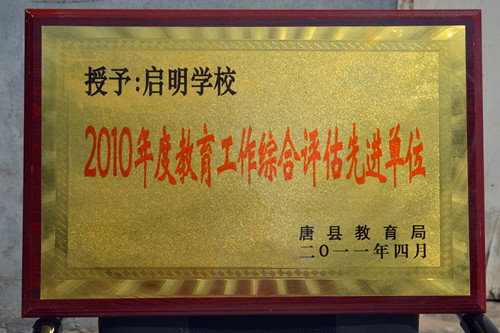 授予:启明学校
2010年度教育工作综合评估先进单位
唐县教育局
二〇一一年四月